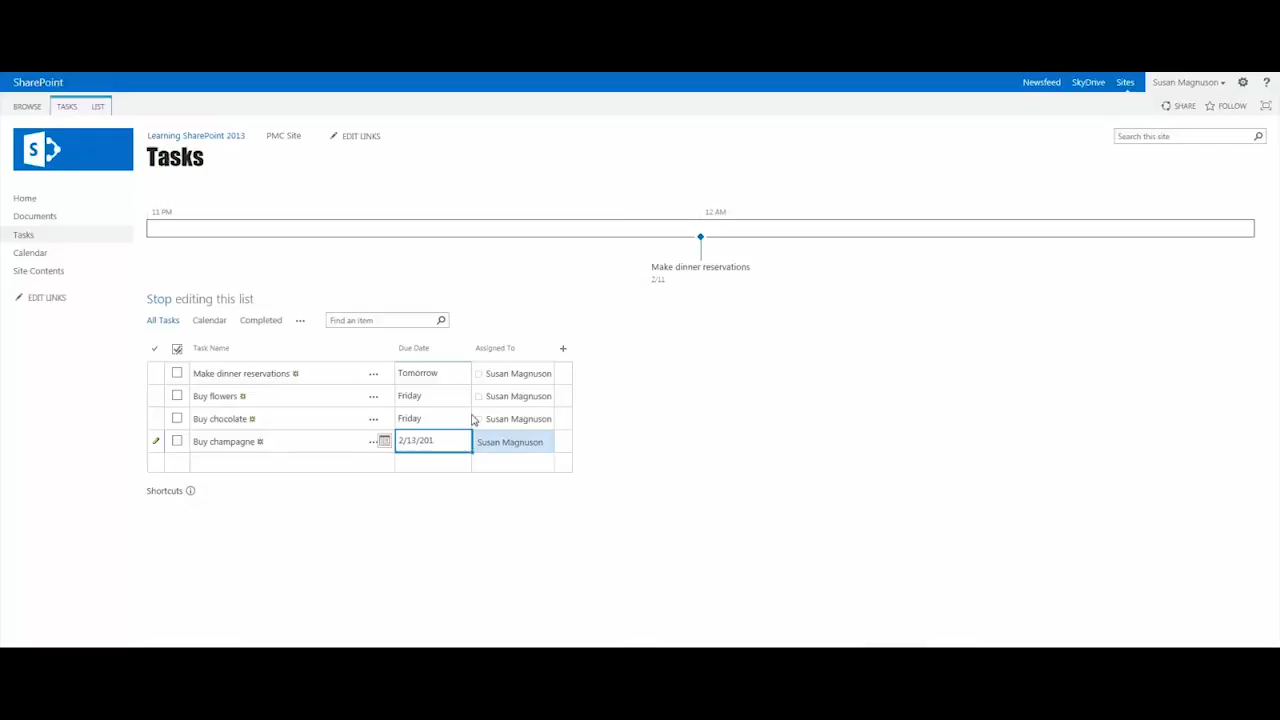 SharePoint
Newsfeed SkyDrive Sites Susan Magnuson ?
BROWSE TASKS LIST
SHARE FOLLOW
S
Learning SharePoint 2013 PMC Site EDIT LINKS
Search this site
Tasks
Home
Documents
Tasks
Calendar
Site Contents
EDIT LINKS
11 PM 12 AM
Make dinner reservations
2/11
Stop editing this list
All Tasks Calendar Completed ... Find an item
Task Name Due Date Assigned To +
Make dinner reservations ... Tomorrow Susan Magnuson
Buy flowers ... Friday Susan Magnuson
Buy chocolate ... Friday Susan Magnuson
Buy champagne ... 2/13/201 Susan Magnuson
Shortcuts